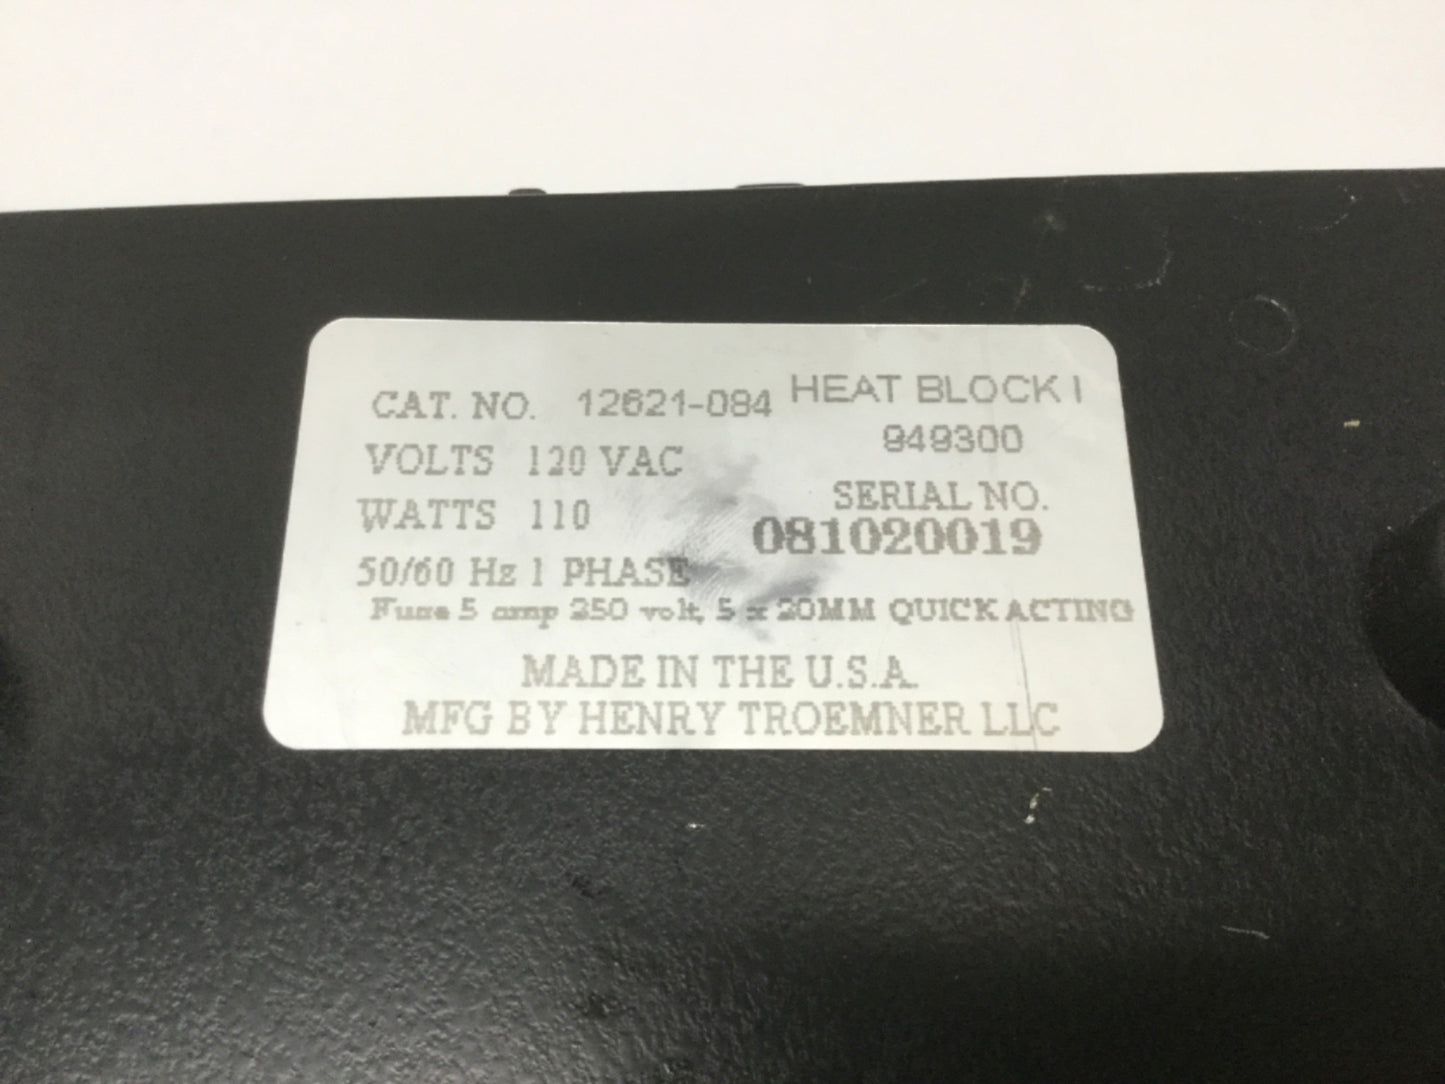 CAT. NO. 12621-084 HEAT BLOCK I
949300
VOLTS 120 VAC
WATTS 110
SERIAL NO.
081020019
50/60 Hz 1 PHASE
Fuse 5 amp 250 volt, 5 x 20MM QUICK ACTING
MADE IN THE U.S.A.
MFG BY HENRY TROEMNER LLC